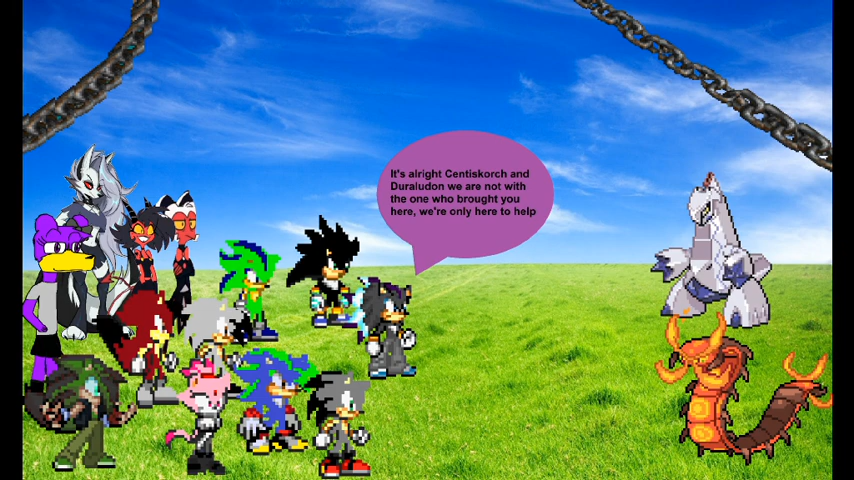 It's alright Centiskorch and
Duraludon we are not with
the one who brought you
here, we're only here to help